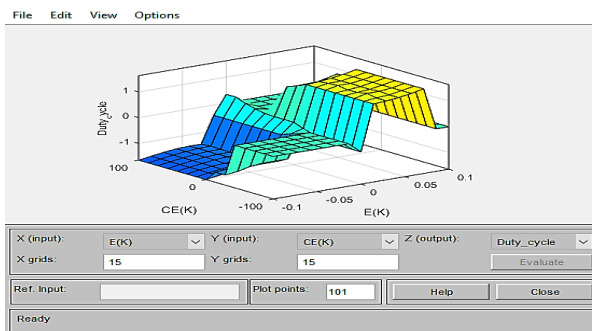 File Edit View Options
Duty_cycle
1
0
-1
100
0
-100
CE(K)
-0.1
-0.05
0
0.05
0.1
E(K)
X (input): E(K) Y (input): CE(K) Z (output): Duty_cycle
X grids: 15 Y grids: 15 Evaluate
Ref. Input: Plot points: 101 Help Close
Ready